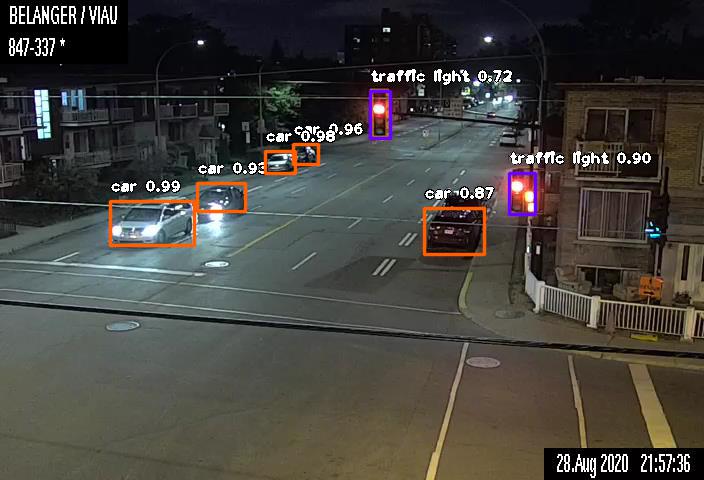 BELANGER / VIAU
847-337 *
traffic light 0.72
car 0.96
car 0.98
traffic light 0.90
car 0.93
car 0.99
car 0.87
28.Aug 2020 21:57:36